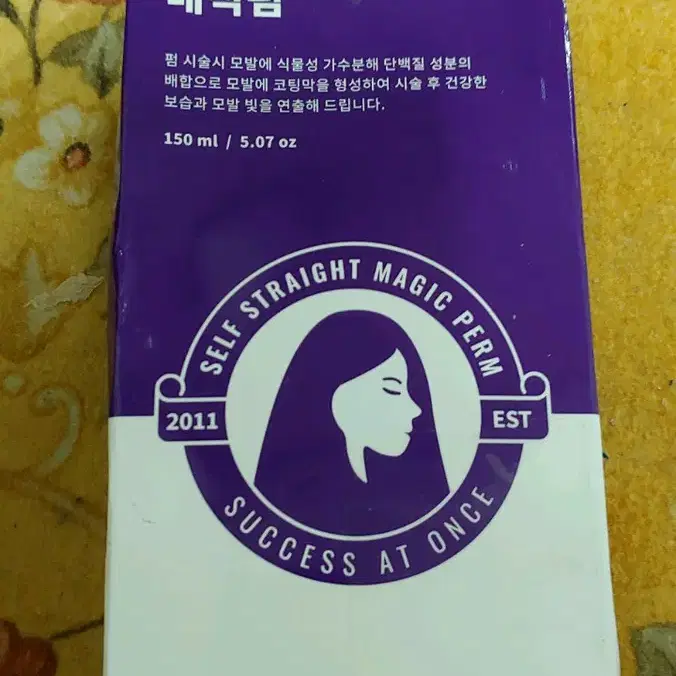 매직펌
펌 시술시 모발에 식물성 가수분해 단백질 성분의
배합으로 모발에 코팅막을 형성하여 시술 후 건강한
보습과 모발 빛을 연출해 드립니다.
150 ml / 5.07 oz
SELF STRAIGHT MAGIC PERM
2011 EST
SUCCESS AT ONCE